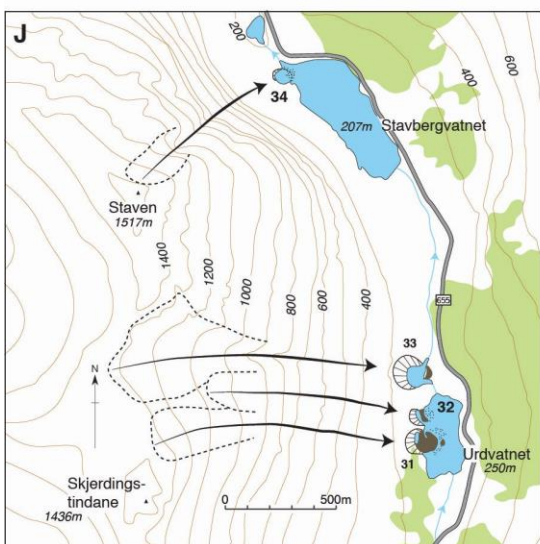 J
200
34
207m
Stavbergvatnet
400
600
Staven
1517m
1400
1200
1000
800
600
400
655
N
33
32
31
Urdvatnet
250m
Skjerdings-
tindane
1436m
0
500m